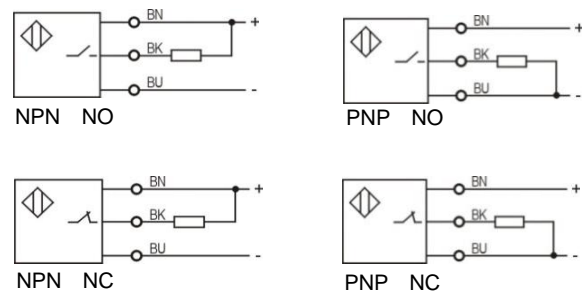 BN +
BK
BU -
NPN NO
BN +
BK
BU -
PNP NO
BN +
BK
BU -
NPN NC
BN +
BK
BU -
PNP NC